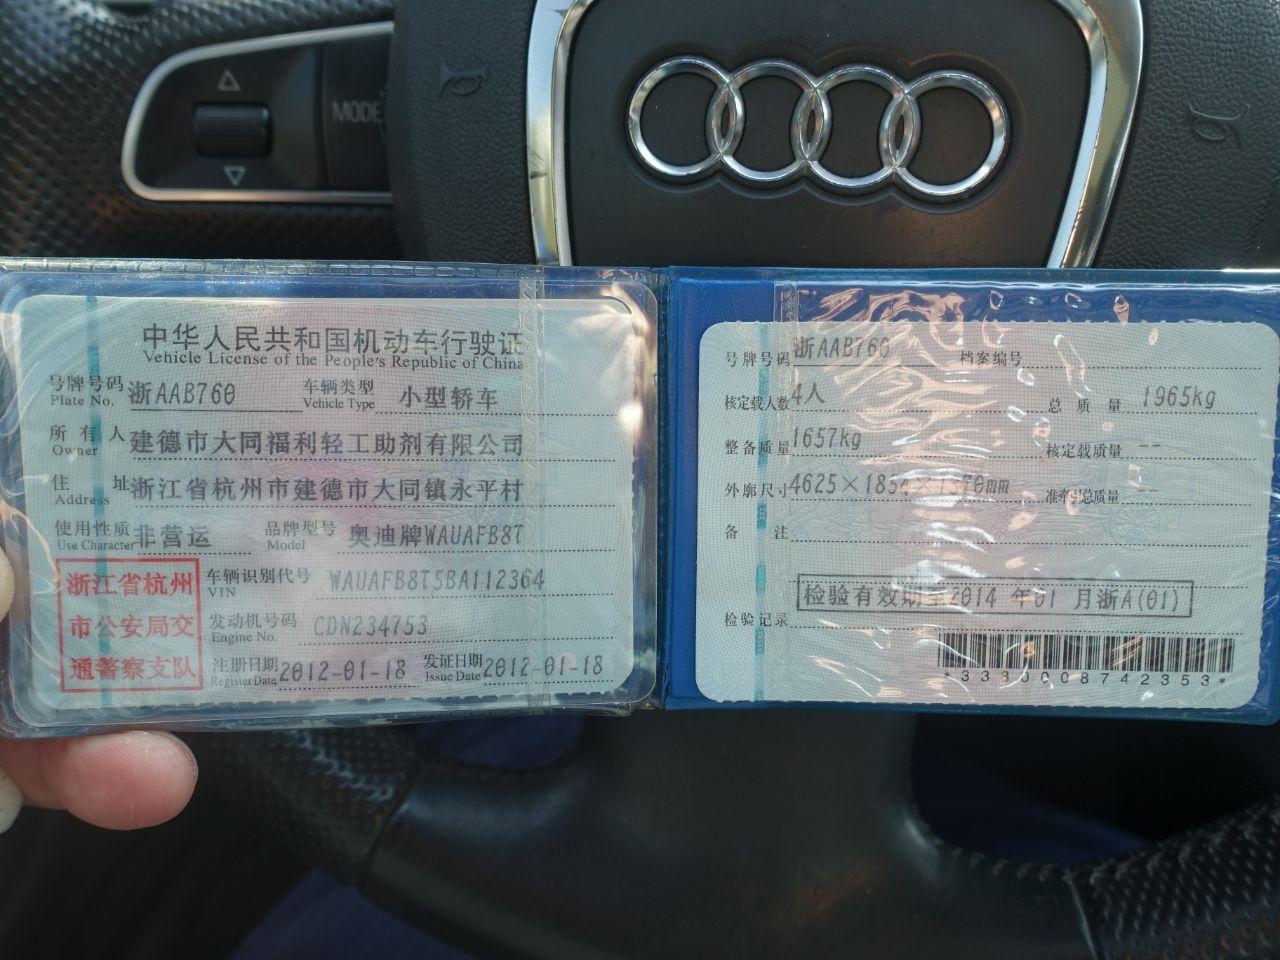 MODE
中华人民共和国机动车行驶证
Vehicle License of the People's Republic of China
号牌号码 浙AAB760 车辆类型 小型轿车
Plate No. Vehicle Type
所有人 建德市大同福利轻工助剂有限公司
Owner
住址 浙江省杭州市建德市大同镇永平村
Address
使用性质 非营运 品牌型号 奥迪牌WAUAFB8T
Use Character Model
浙江省杭州
市公安局交
通警察支队
车辆识别代号 WAUAFB8T5BA112364
VIN
发动机号码 CDN234753
Engine No.
注册日期 2012-01-18 发证日期 2012-01-18
Register Date Issue Date
号牌号码 浙AAB760 档案编号
核定载人数 4人 总质量 1965kg
整备质量 1657kg 核定载质量 --
外廓尺寸 4625×1854×1370mm 准牵引总质量 --
备注
检验有效期至2014年01月浙A(01)
检验记录
*3330008742353*